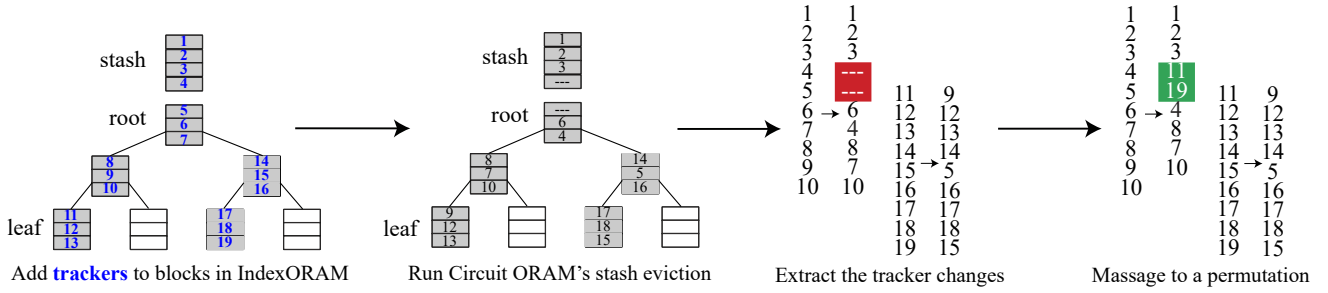 stash
1
2
3
4
root
5
6
7
8
9
10
14
15
16
leaf
11
12
13
17
18
19
Add trackers to blocks in IndexORAM
stash
1
2
3
---
root
---
6
4
8
7
10
14
5
16
leaf
9
12
13
17
18
15
Run Circuit ORAM's stash eviction
1 1
2 2
3 3
4 ---
5 --- 11 9
6 → 6 12 12
7 4 13 13
8 8 14 14
9 7 15 → 5
10 10 16 16
17 17
18 18
19 15
Extract the tracker changes
1 1
2 2
3 3
4 11
5 19 11 9
6 → 4 12 12
7 8 13 13
8 7 14 14
9 10 15 → 5
10 16 16
17 17
18 18
19 15
Massage to a permutation